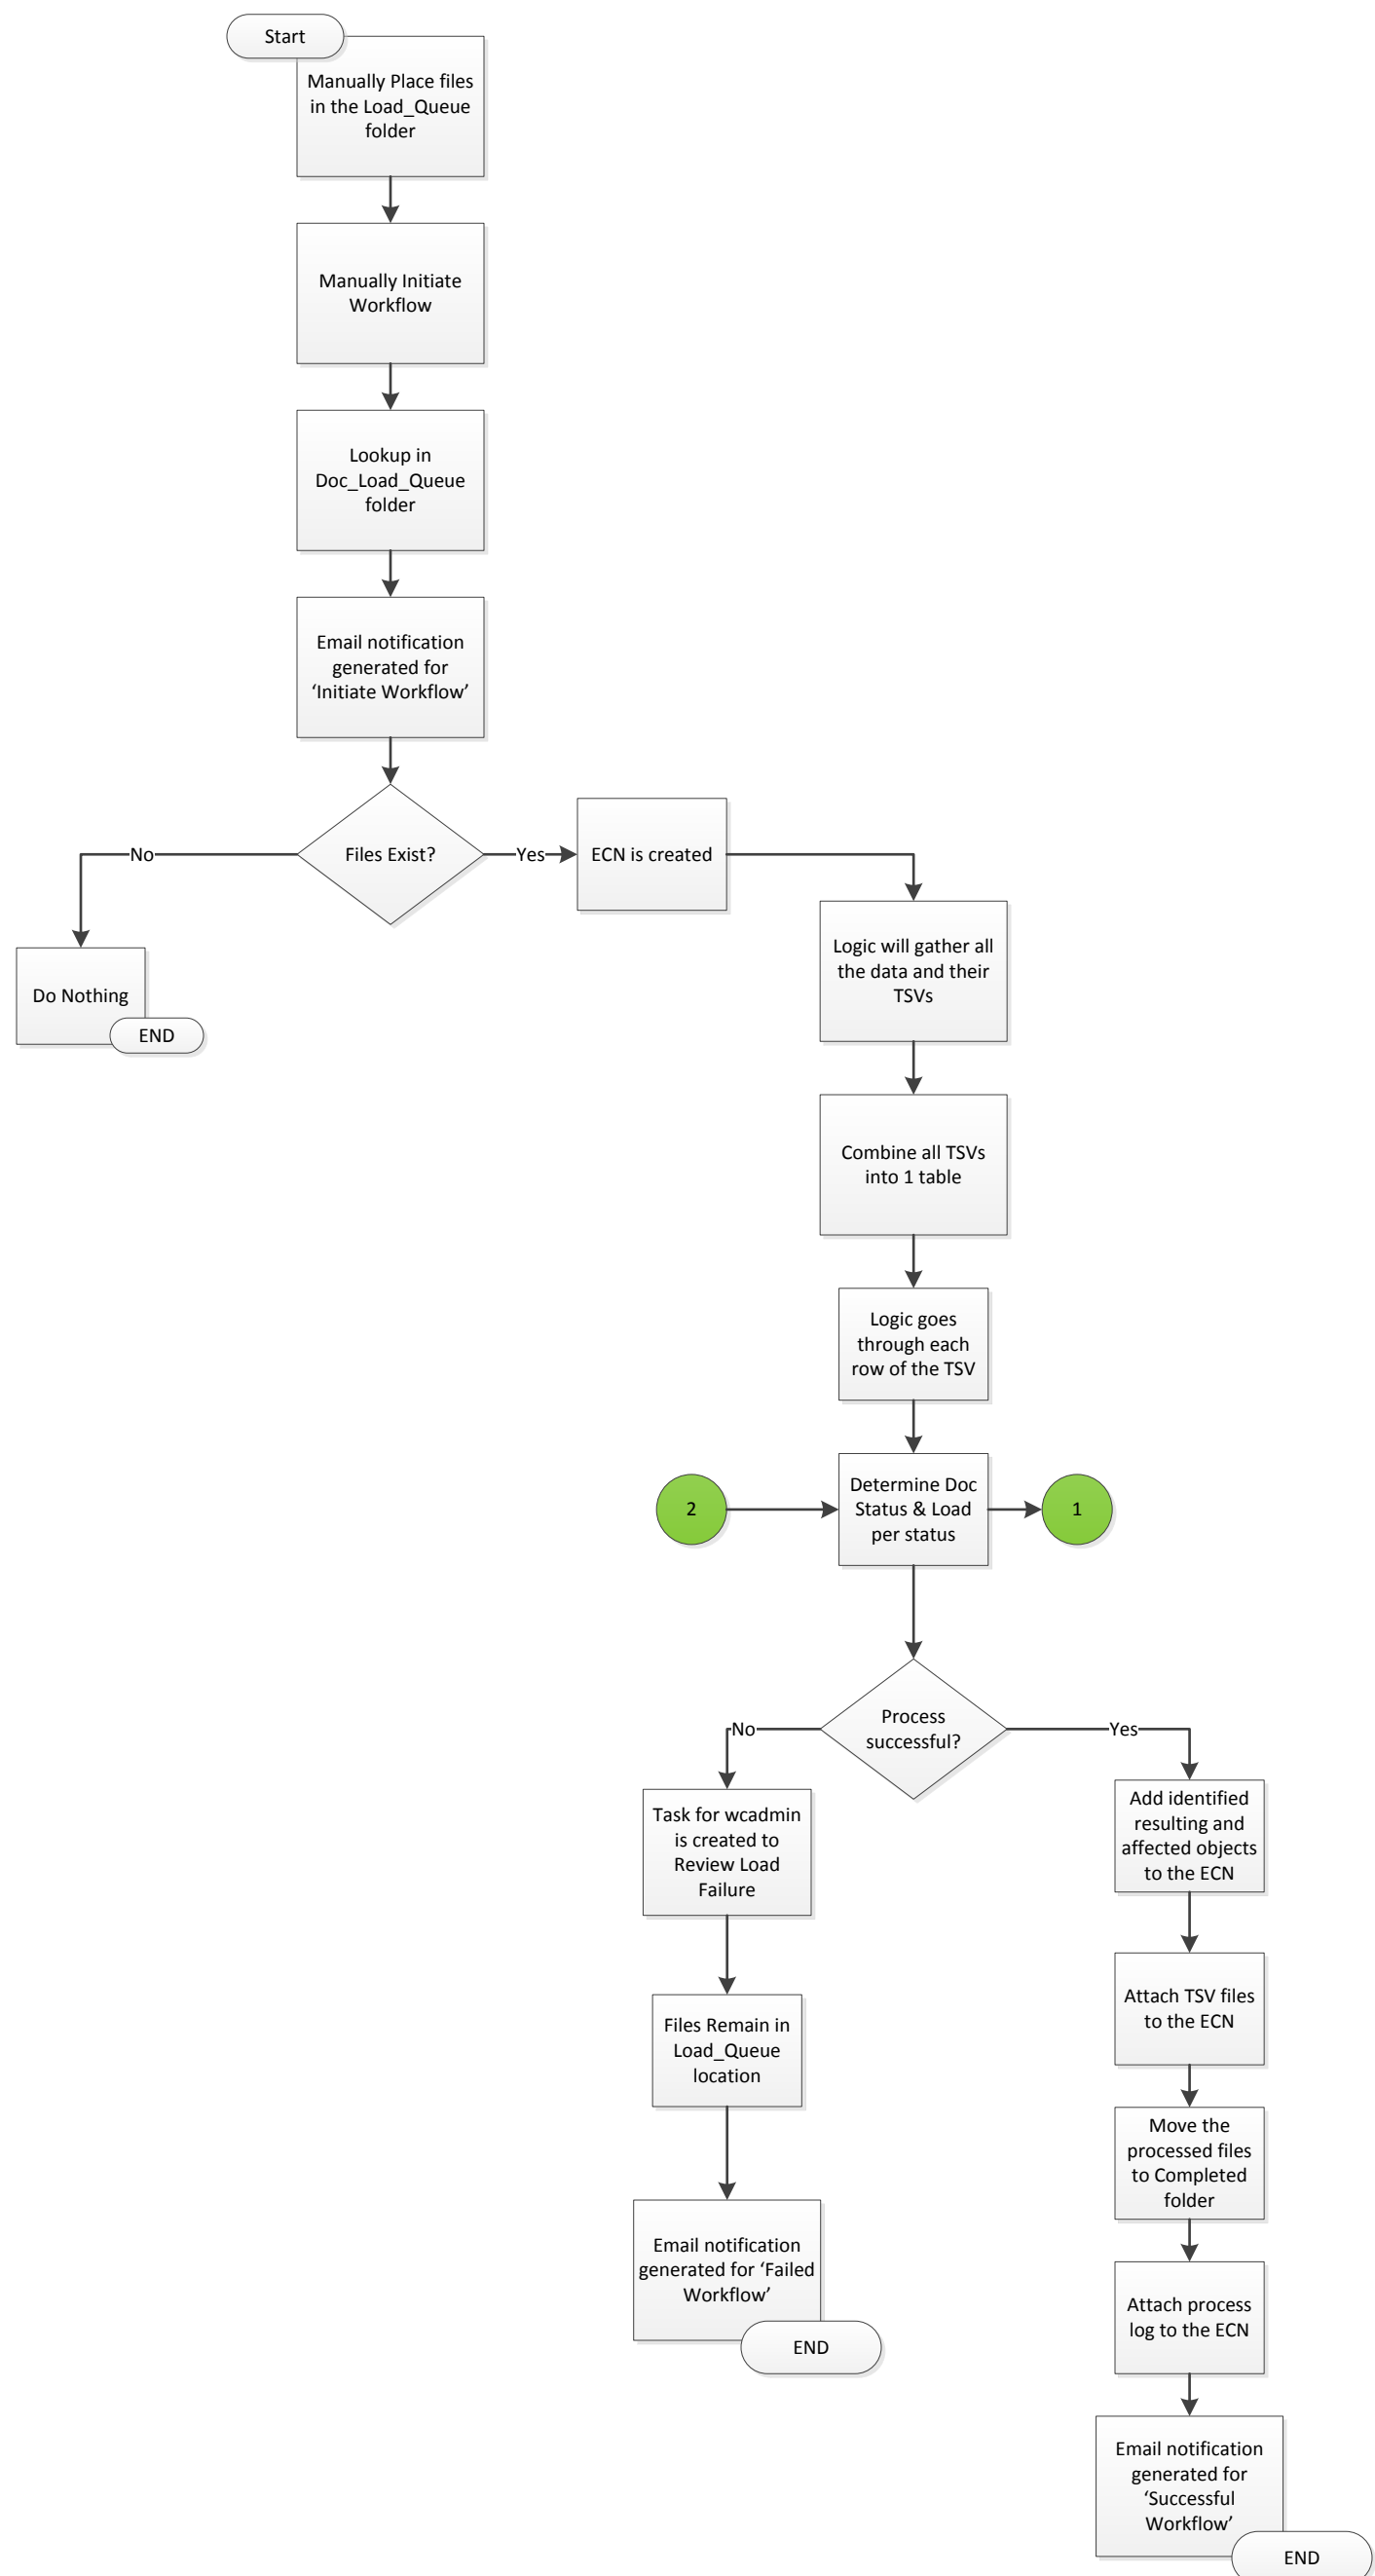 Start
Manually Place files
in the Load_Queue
folder
Manually Initiate
Workflow
Lookup in
Doc_Load_Queue
folder
Email notification
generated for
‘Initiate Workflow’
Files Exist?
No
Yes
Do Nothing
END
ECN is created
Logic will gather all
the data and their
TSVs
Combine all TSVs
into 1 table
Logic goes
through each
row of the TSV
2
Determine Doc
Status & Load
per status
1
Process
successful?
No
Yes
Task for wcadmin
is created to
Review Load
Failure
Files Remain in
Load_Queue
location
Email notification
generated for ‘Failed
Workflow’
END
Add identified
resulting and
affected objects
to the ECN
Attach TSV files
to the ECN
Move the
processed files
to Completed
folder
Attach process
log to the ECN
Email notification
generated for
‘Successful
Workflow’
END